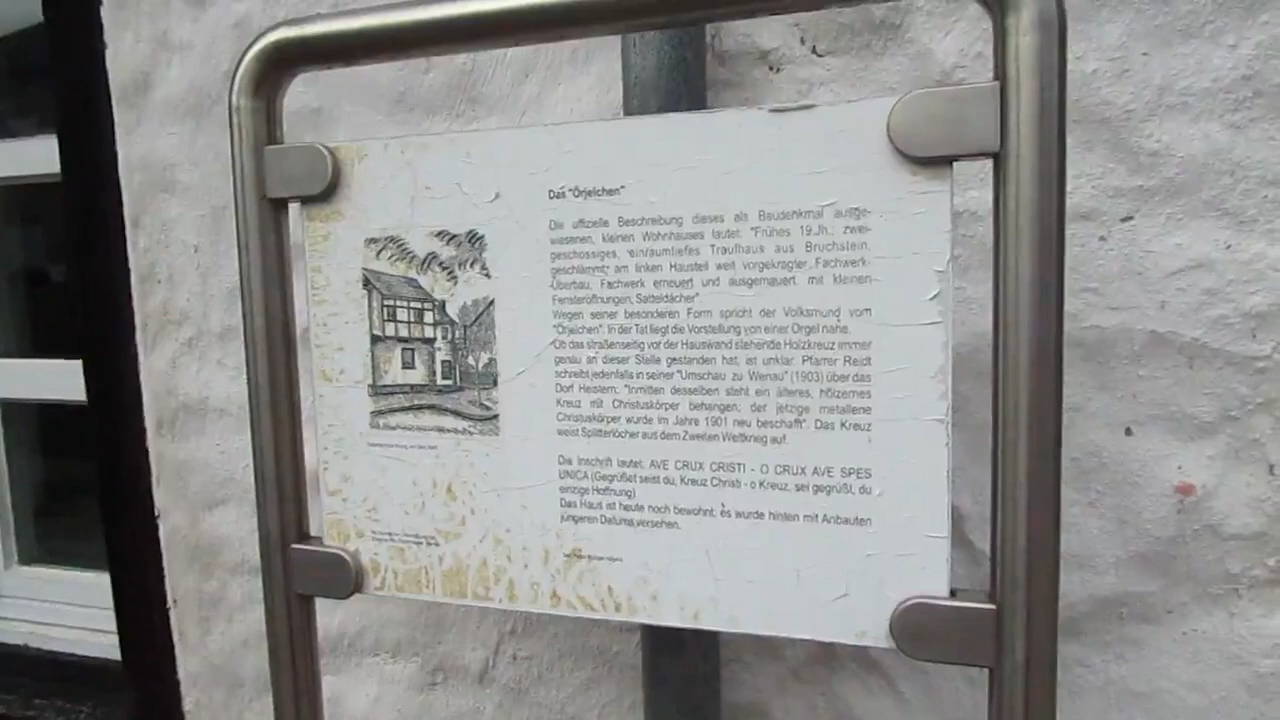 Das "Örjelchen"
Die offizielle Beschreibung dieses als Baudenkmal ausge-
wiesenen, kleinen Wohnhauses lautet: "Frühes 19.Jh.; zwei-
geschossiges, einraumtiefes Traufhaus aus Bruchstein,
geschlämmt; am linken Hausteil weit vorgekragter Fachwerk-
Überbau, Fachwerk erneuert und ausgemauert mit kleinen
Fensteröffnungen; Satteldächer".
Wegen seiner besonderen Form spricht der Volksmund vom
"Örjelchen". In der Tat liegt die Vorstellung von einer Orgel nahe.
Ob das straßenseitig vor der Hauswand stehende Holzkreuz immer
genau an dieser Stelle gestanden hat, ist unklar. Pfarrer Reidt
schreibt jedenfalls in seiner "Umschau zu Wenau" (1903) über das
Dorf Heistern: "Inmitten desselben steht ein älteres, hölzernes
Kreuz mit Christuskörper behangen; der jetzige metallene
Christuskörper wurde im Jahre 1901 neu beschafft". Das Kreuz
weist Splitterlöcher aus dem Zweiten Weltkrieg auf.
Die Inschrift lautet: AVE CRUX CRISTI - O CRUX AVE SPES
UNICA (Gegrüßet seist du, Kreuz Christi - o Kreuz, sei gegrüßt, du
einzige Hoffnung)
Das Haus ist heute noch bewohnt; es wurde hinten mit Anbauten
jüngeren Datums versehen.